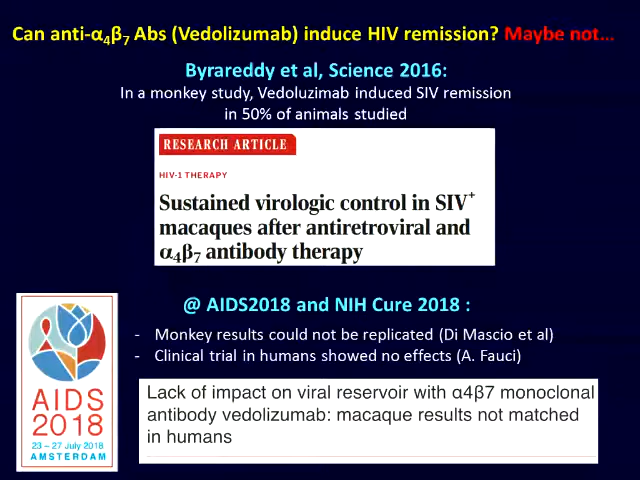 Can anti-α4β7 Abs (Vedolizumab) induce HIV remission? Maybe not…
Byrareddy et al, Science 2016:
In a monkey study, Vedoluzimab induced SIV remission
in 50% of animals studied
RESEARCH ARTICLE
HIV-1 THERAPY
Sustained virologic control in SIV+
macaques after antiretroviral and
α4β7 antibody therapy
@ AIDS2018 and NIH Cure 2018 :
- Monkey results could not be replicated (Di Mascio et al)
- Clinical trial in humans showed no effects (A. Fauci)
AIDS
2018
23 – 27 July 2018
AMSTERDAM
Lack of impact on viral reservoir with α4β7 monoclonal
antibody vedolizumab: macaque results not matched
in humans